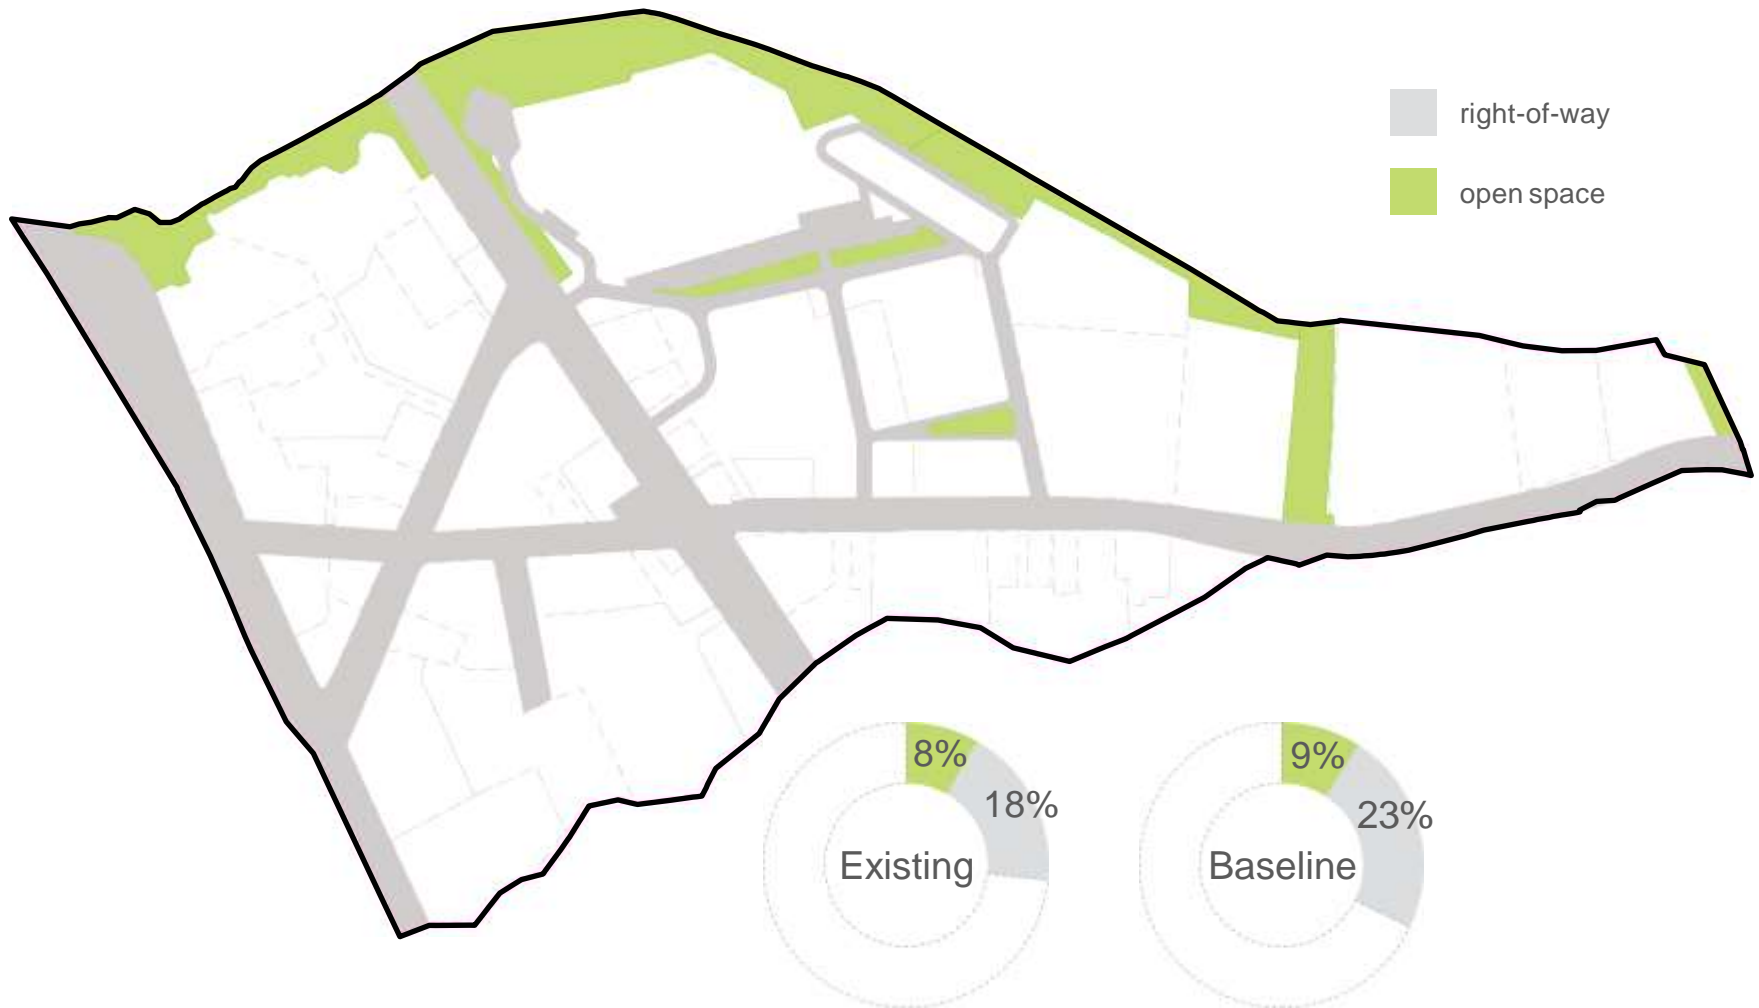 right-of-way
open space
8%
18%
Existing
9%
23%
Baseline